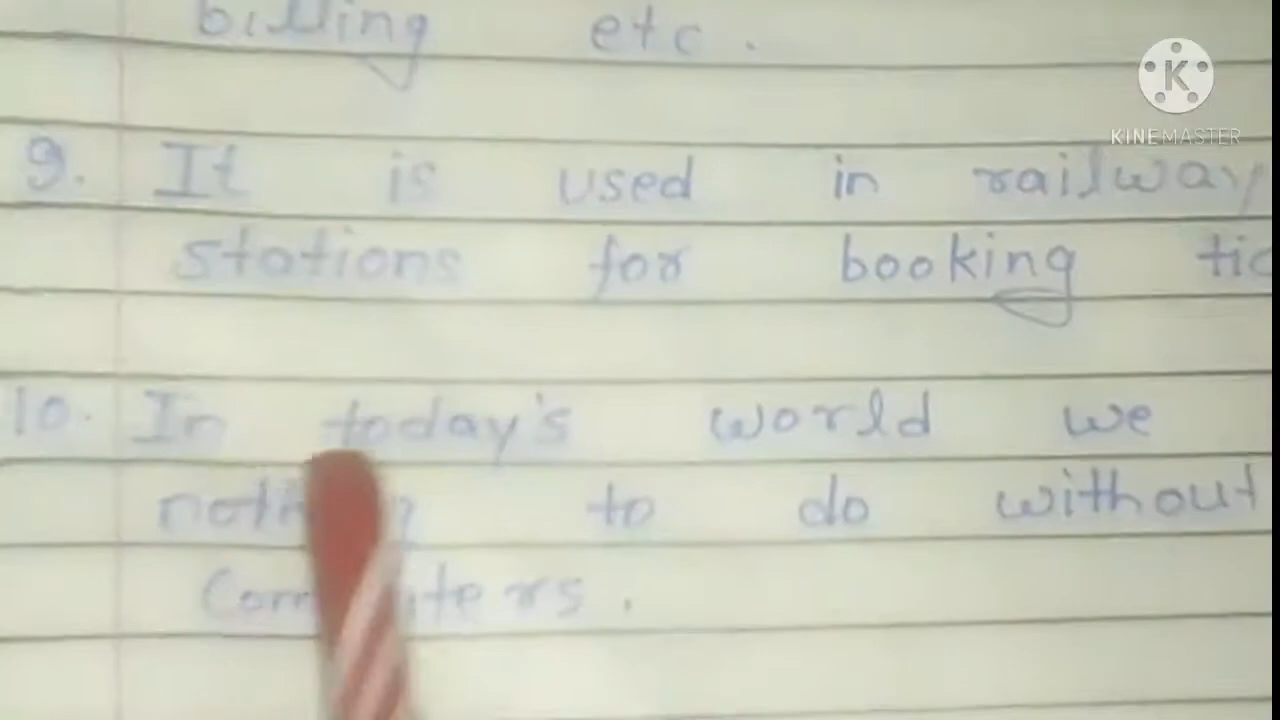 billing etc.
K
KINEMASTER
9. It is used in railway
stations for booking
10. In today's world we
to do without